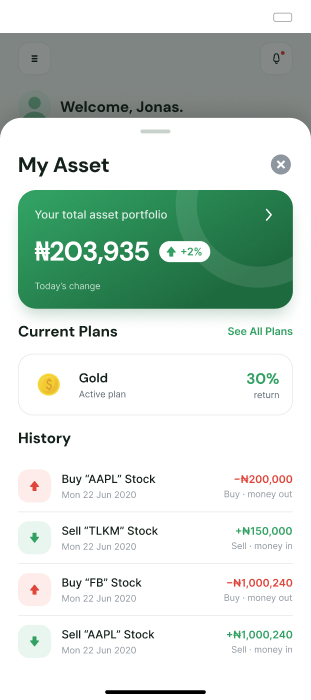 Welcome, Jonas.
My Asset
Your total asset portfolio
₦203,935
+2%
Today's change
Current Plans
See All Plans
Gold
30%
Active plan
return
History
Buy “AAPL” Stock
−₦200,000
Mon 22 Jun 2020
Buy · money out
Sell “TLKM” Stock
+₦150,000
Mon 22 Jun 2020
Sell · money in
Buy “FB” Stock
−₦1,000,240
Mon 22 Jun 2020
Buy · money out
Sell “AAPL” Stock
+₦1,000,240
Mon 22 Jun 2020
Sell · money in